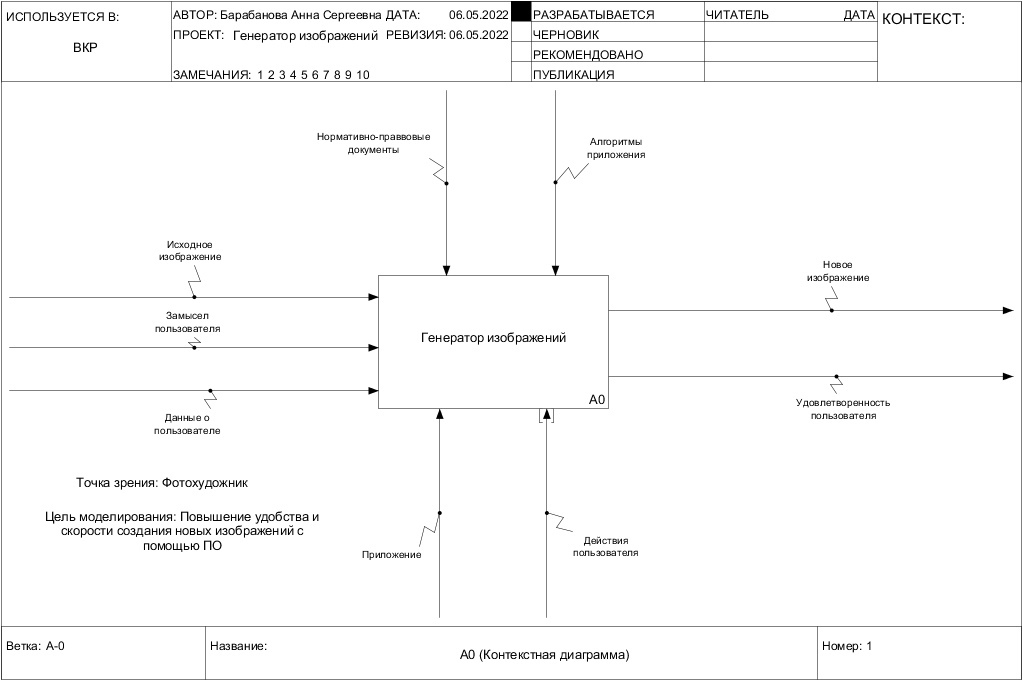 ИСПОЛЬЗУЕТСЯ В:
ВКР
АВТОР: Барабанова Анна Сергеевна ДАТА: 06.05.2022
ПРОЕКТ: Генератор изображений РЕВИЗИЯ: 06.05.2022
ЗАМЕЧАНИЯ: 1 2 3 4 5 6 7 8 9 10
РАЗРАБАТЫВАЕТСЯ
ЧЕРНОВИК
РЕКОМЕНДОВАНО
ПУБЛИКАЦИЯ
ЧИТАТЕЛЬ ДАТА
КОНТЕКСТ:
Нормативно-праввовые
документы
Алгоритмы
приложения
Исходное
изображение
Замысел
пользователя
Данные о
пользователе
Генератор изображений
A0
Новое
изображение
Удовлетворенность
пользователя
Точка зрения: Фотохудожник
Цель моделирования: Повышение удобства и
скорости создания новых изображений с
помощью ПО
Приложение
Действия
пользователя
Ветка: A-0
Название:
A0 (Контекстная диаграмма)
Номер: 1